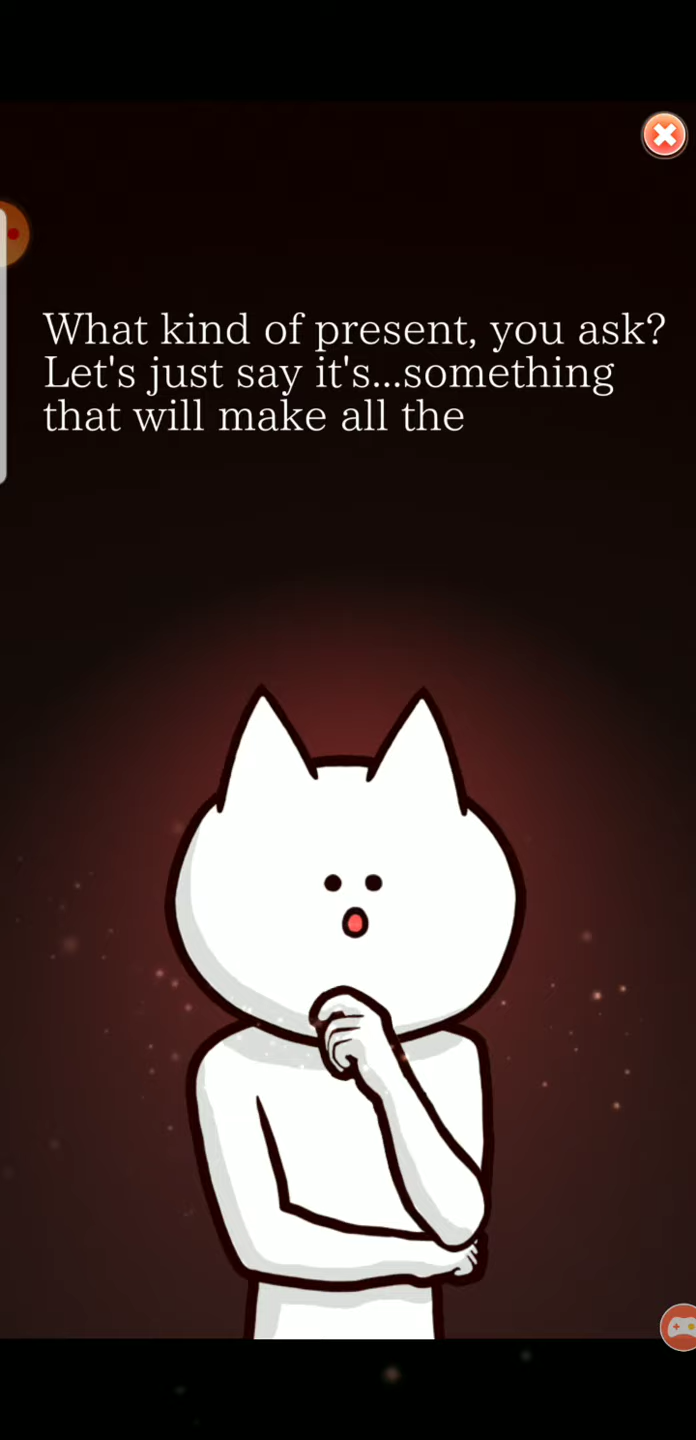 What kind of present, you ask?
Let's just say it's...something
that will make all the